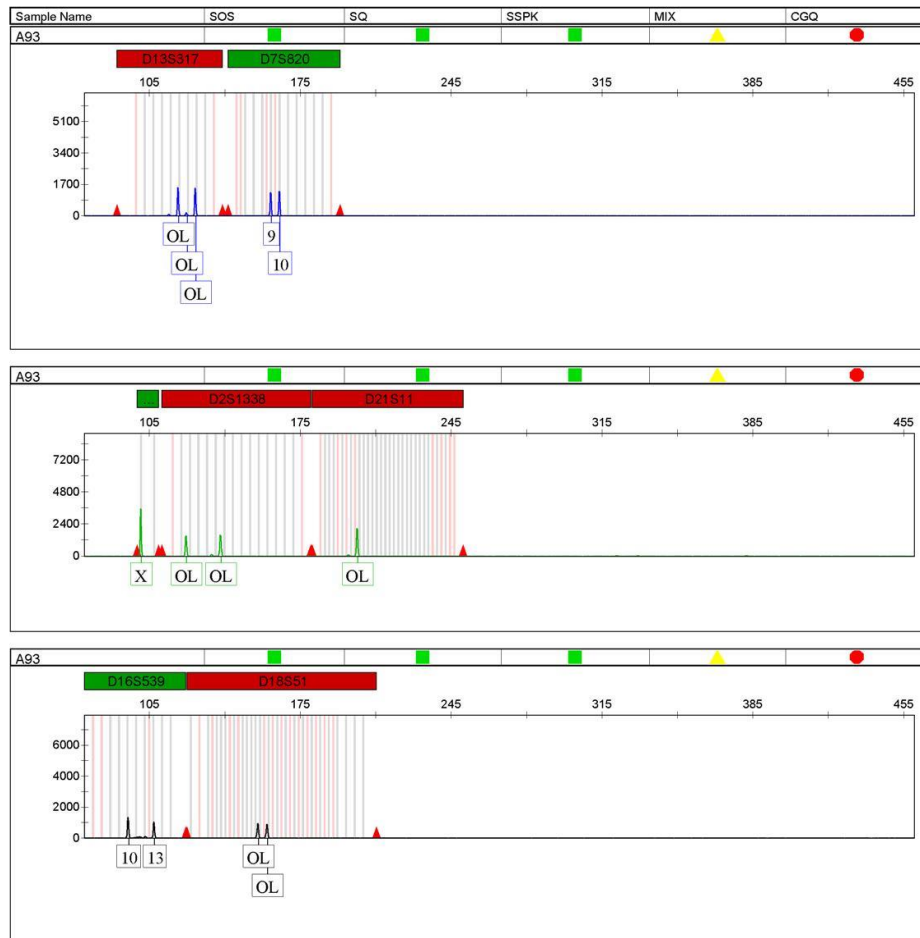 Sample Name SOS SQ SSPK MIX CGQ
A93
D13S317 D7S820
105 175 245 315 385 455
5100
3400
1700
0
OL 9
OL 10
OL
A93
... D2S1338 D21S11
105 175 245 315 385 455
7200
4800
2400
0
X OL OL OL
A93
D16S539 D18S51
105 175 245 315 385 455
6000
4000
2000
0
10 13 OL
OL